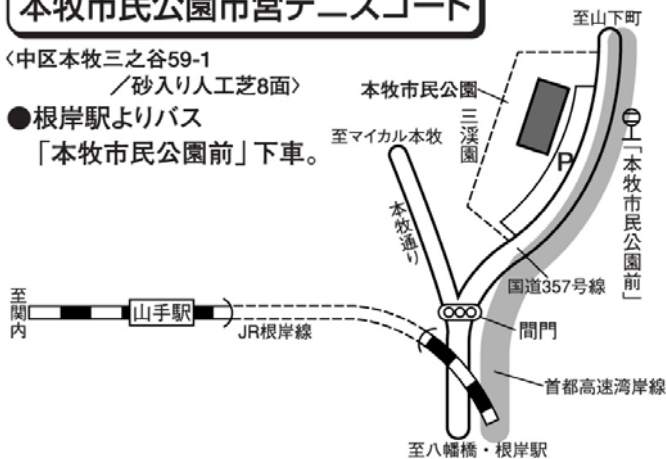 本牧市民公園市営テニスコート
〈中区本牧三之谷59-1
／砂入り人工芝8面〉
●根岸駅よりバス
「本牧市民公園前」下車。
至山下町
本牧市民公園
三溪園
至マイカル本牧
P
「本牧市民公園前」
本牧通り
国道357号線
至関内
山手駅
JR根岸線
間門
首都高速湾岸線
至八幡橋・根岸駅